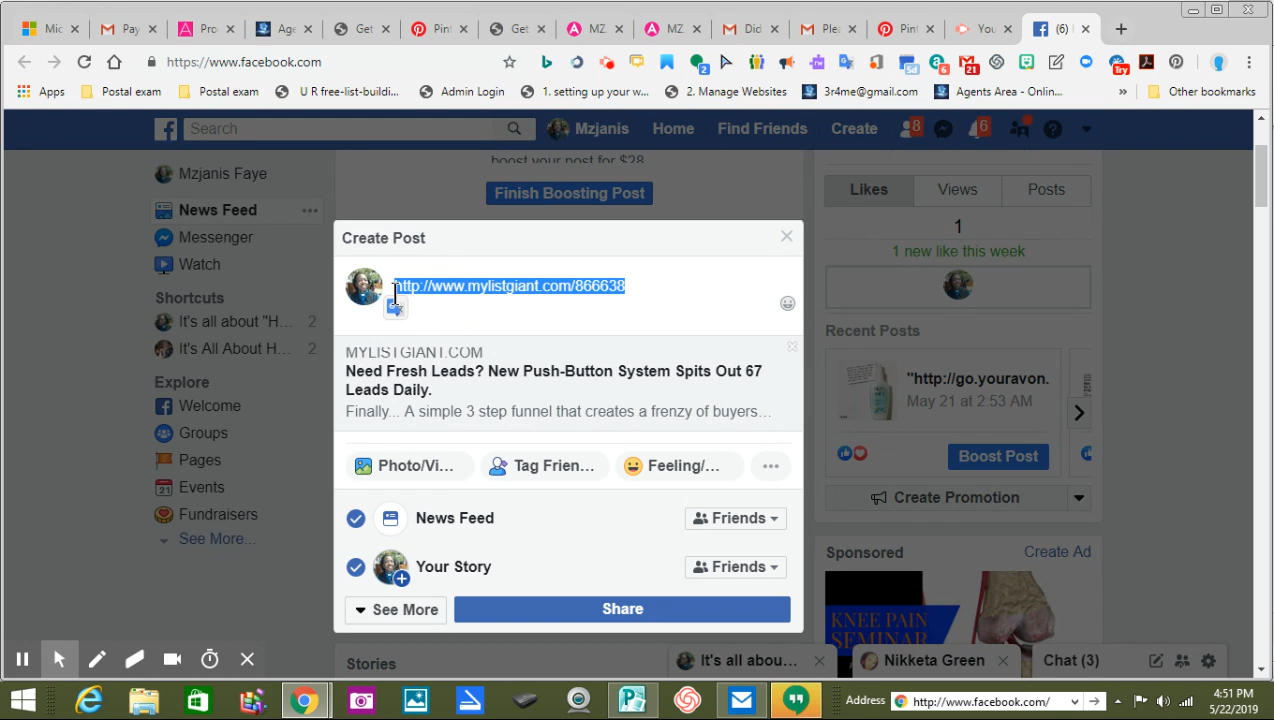 Mic
Pay
Pro
Age
Get
Pint
Get
MZ.
MZ
Did
Plea
Pint
You
(6)
https://www.facebook.com
Apps
Postal exam
Postal exam
U R free-list-buildi...
Admin Login
1. setting up your w...
2. Manage Websites
3r4me@gmail.com
Agents Area - Onlin...
»
Other bookmarks
Search
Mzjanis
Home
Find Friends
Create
8
6
Mzjanis Faye
News Feed
Messenger
Watch
Shortcuts
It's all about "H... 2
It's All About H... 2
Explore
Welcome
Groups
Pages
Events
Fundraisers
See More...
boost your post for $28
Finish Boosting Post
Create Post
http://www.mylistgiant.com/866638
MYLISTGIANT.COM
Need Fresh Leads? New Push-Button System Spits Out 67
Leads Daily.
Finally... A simple 3 step funnel that creates a frenzy of buyers...
Photo/Vi...
Tag Frien...
Feeling/...
News Feed
Friends
Your Story
Friends
See More
Share
Stories
Likes
Views
Posts
1
1 new like this week
Recent Posts
"http://go.youravon.
May 21 at 2:53 AM
Boost Post
Create Promotion
Sponsored
Create Ad
KNEE PAIN
SEMINAR
It's all abou...
Nikketa Green
Chat (3)
Address
http://www.facebook.com/
4:51 PM
5/22/2019